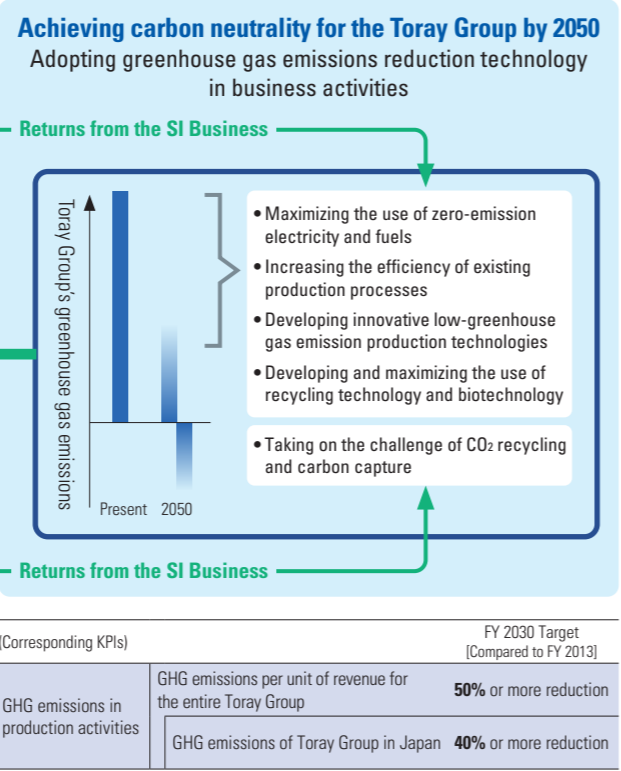 Achieving carbon neutrality for the Toray Group by 2050
Adopting greenhouse gas emissions reduction technology
in business activities
Returns from the SI Business
Toray Group's greenhouse gas emissions
• Maximizing the use of zero-emission
electricity and fuels
• Increasing the efficiency of existing
production processes
• Developing innovative low-greenhouse
gas emission production technologies
• Developing and maximizing the use of
recycling technology and biotechnology
• Taking on the challenge of CO₂ recycling
and carbon capture
Present 2050
Returns from the SI Business
(Corresponding KPIs)
FY 2030 Target
[Compared to FY 2013]
GHG emissions in
production activities
GHG emissions per unit of revenue for
the entire Toray Group
50% or more reduction
GHG emissions of Toray Group in Japan 40% or more reduction